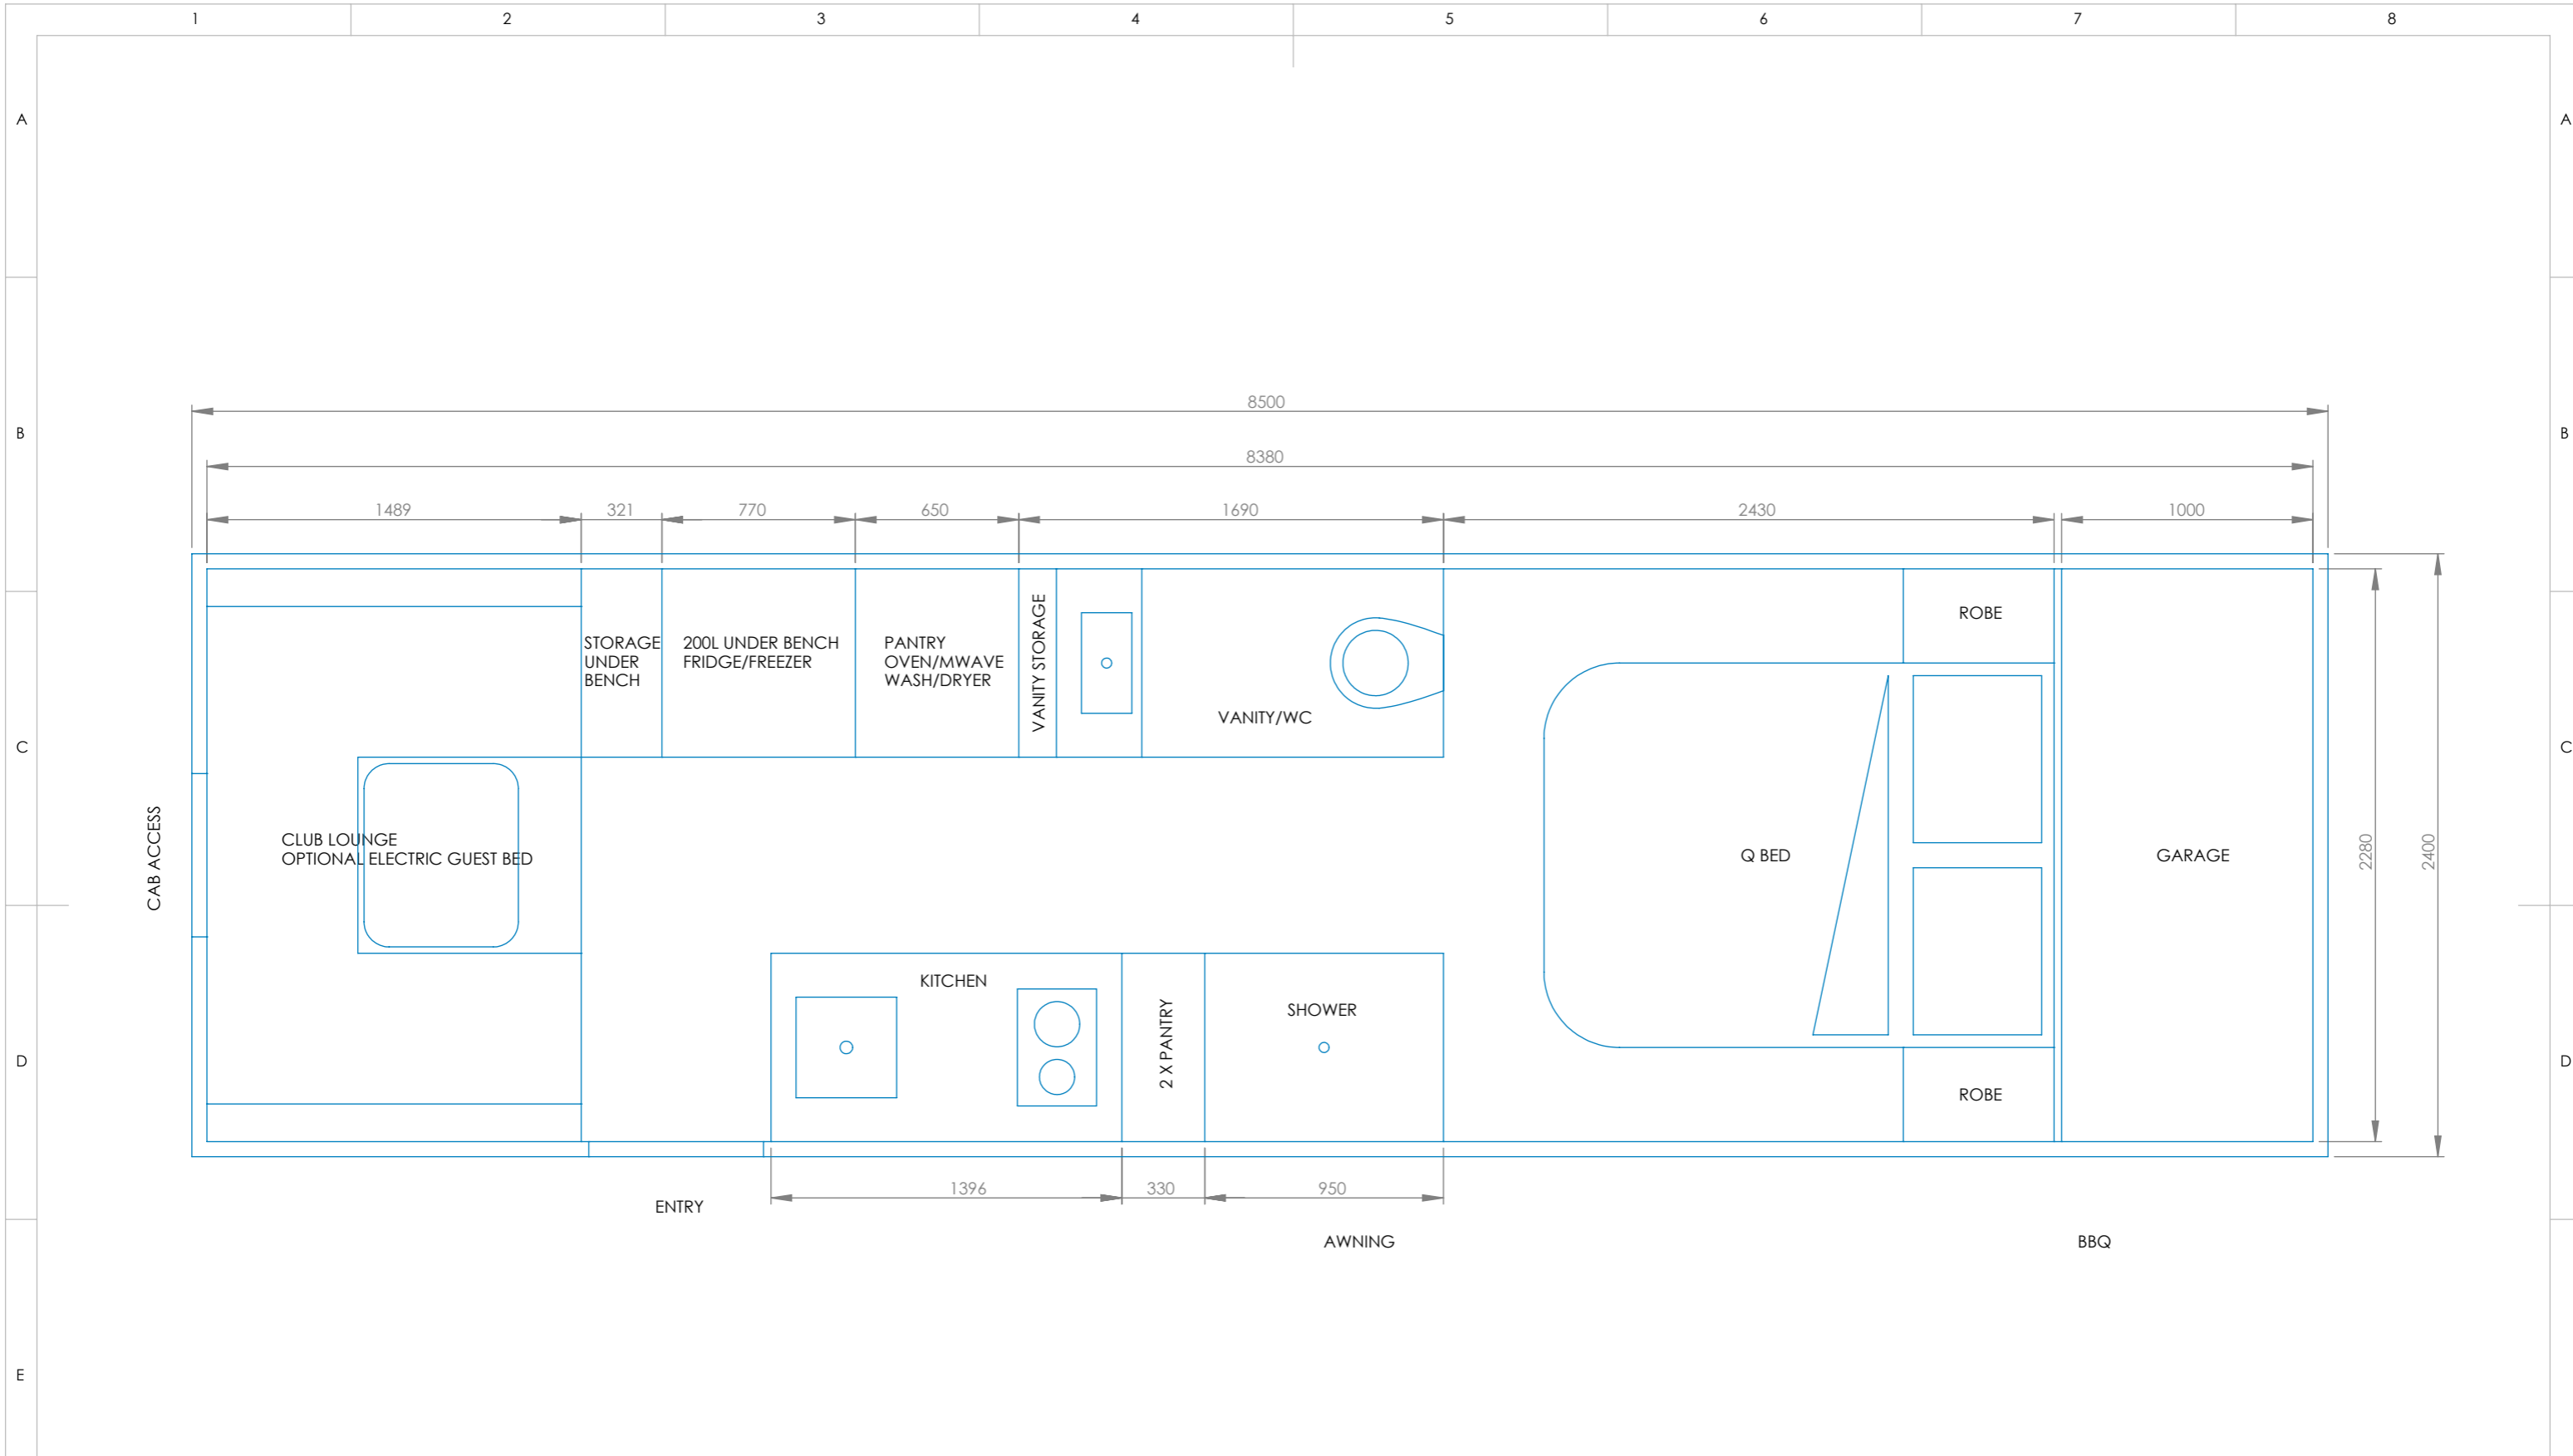 1 2 3 4 5 6 7 8
A A
B B
8500
8380
1489 321 770 650 1690 2430 1000
C C
STORAGE
UNDER
BENCH
200L UNDER BENCH
FRIDGE/FREEZER
PANTRY
OVEN/MWAVE
WASH/DRYER
VANITY STORAGE
VANITY/WC
ROBE
CAB ACCESS
CLUB LOUNGE
OPTIONAL ELECTRIC GUEST BED
Q BED
GARAGE
2280
2400
KITCHEN
2 X PANTRY
SHOWER
ROBE
D D
1396 330 950
ENTRY
AWNING
BBQ
E